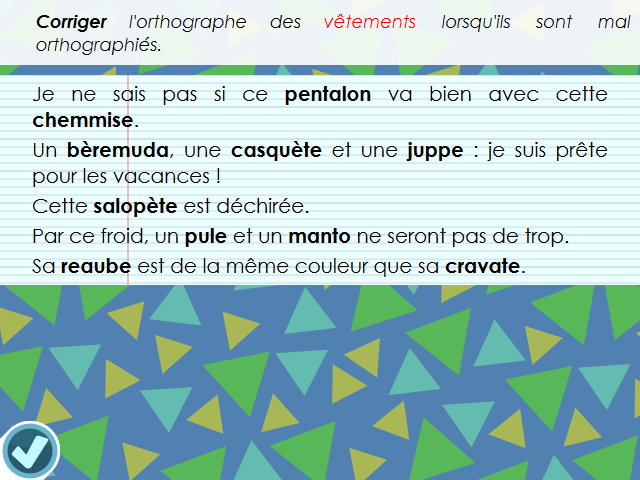 Corriger l'orthographe des vêtements lorsqu'ils sont mal
orthographiés.
Je ne sais pas si ce pentalon va bien avec cette
chemmise.
Un bèremuda, une casquète et une juppe : je suis prête
pour les vacances !
Cette salopète est déchirée.
Par ce froid, un pule et un manto ne seront pas de trop.
Sa reaube est de la même couleur que sa cravate.